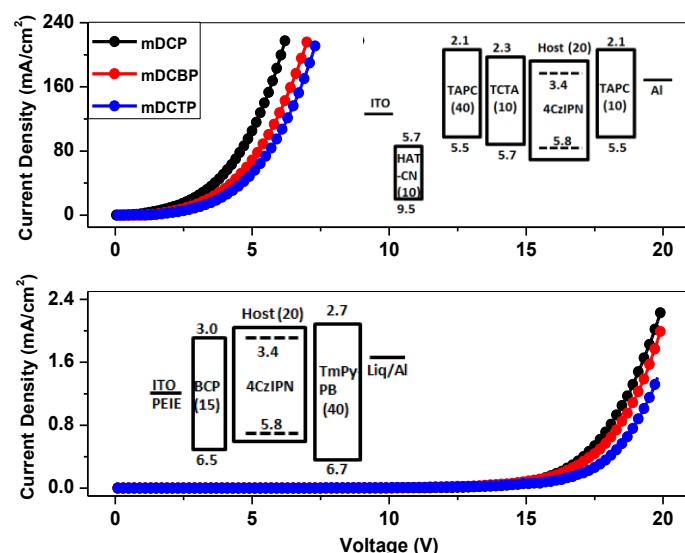 Current Density (mA/cm²)
240
160
80
0
mDCP
mDCBP
mDCTP
ITO
5.7
HAT
-CN
(10)
9.5
2.1
TAPC
(40)
5.5
2.3
TCTA
(10)
5.7
Host (20)
3.4
4CzIPN
5.8
2.1
TAPC
(10)
5.5
Al
0 5 10 15 20
Current Density (mA/cm²)
2.4
1.6
0.8
0.0
ITO
PEIE
3.0
BCP
(15)
6.5
Host (20)
3.4
4CzIPN
5.8
2.7
TmPy-
PB
(40)
6.7
Liq/Al
0 5 10 15 20
Voltage (V)